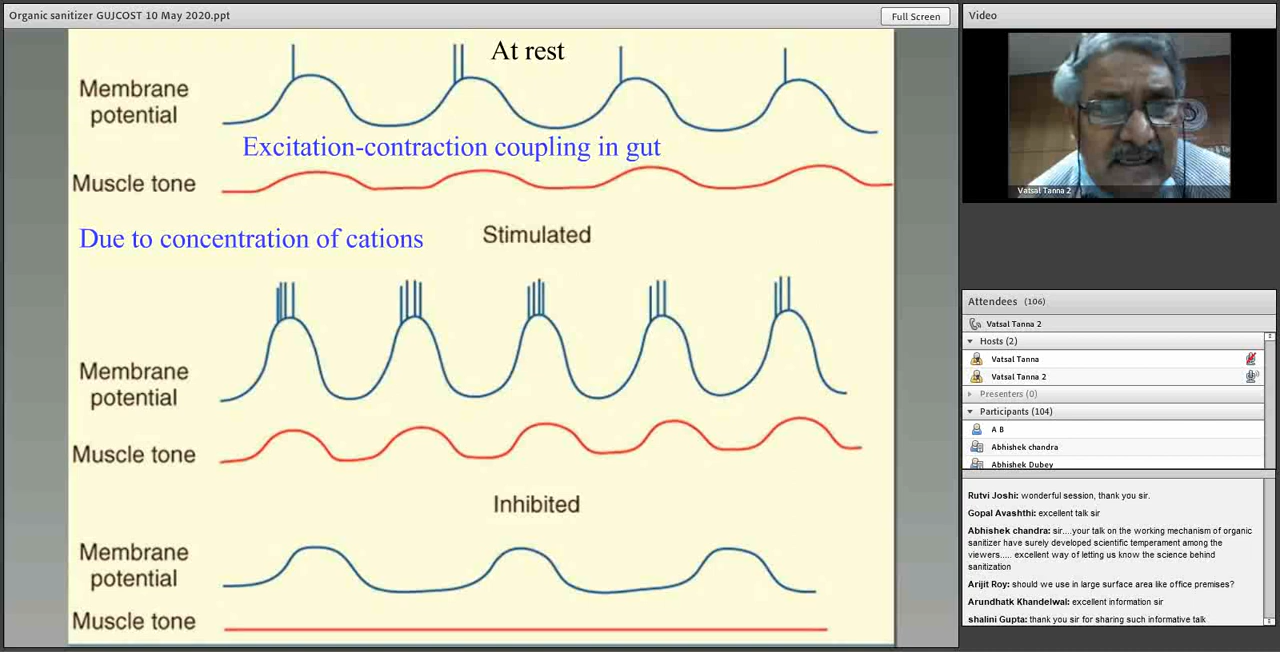 Organic sanitizer GUJCOST 10 May 2020.ppt
Full Screen
At rest
Membrane
potential
Excitation-contraction coupling in gut
Muscle tone
Due to concentration of cations
Stimulated
Membrane
potential
Muscle tone
Inhibited
Membrane
potential
Muscle tone
Video
Vatsal Tanna 2
Attendees (106)
Vatsal Tanna 2
Hosts (2)
Vatsal Tanna
Vatsal Tanna 2
Presenters (0)
Participants (104)
A B
Abhishek chandra
Abhishek Dubey
Rutvi Joshi: wonderful session, thank you sir.
Gopal Avashthi: excellent talk sir
Abhishek chandra: sir....your talk on the working mechanism of organic
sanitizer have surely developed scientific temperament among the
viewers..... excellent way of letting us know the science behind
sanitization
Arijit Roy: should we use in large surface area like office premises?
Arundhatk Khandelwal: excellent information sir
shalini Gupta: thank you sir for sharing such informative talk